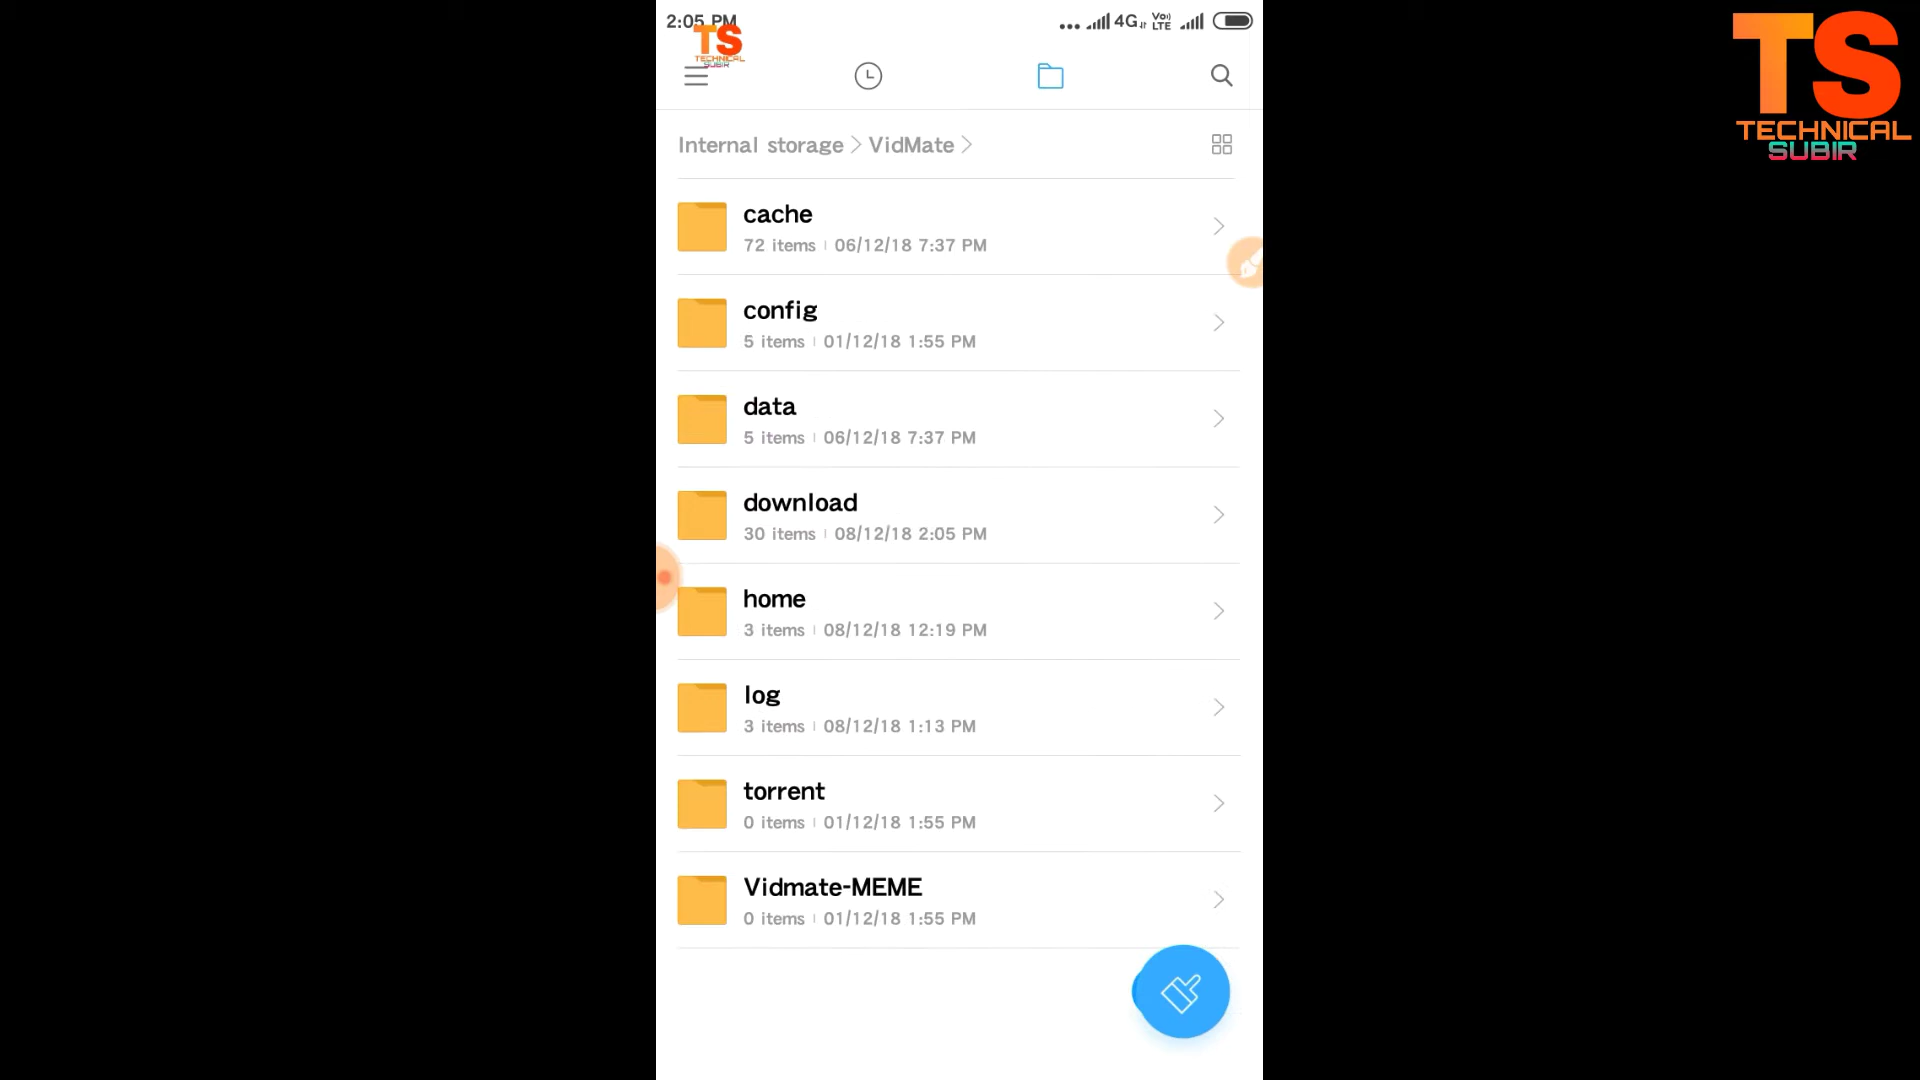 2:05 PM
4G
Vo)
LTE
TS
TECHNICAL
SUBIR
TS
TECHNICAL
SUBIR
Internal storage > VidMate >
cache
72 items | 06/12/18 7:37 PM
config
5 items | 01/12/18 1:55 PM
data
5 items | 06/12/18 7:37 PM
download
30 items | 08/12/18 2:05 PM
home
3 items | 08/12/18 12:19 PM
log
3 items | 08/12/18 1:13 PM
torrent
0 items | 01/12/18 1:55 PM
Vidmate-MEME
0 items | 01/12/18 1:55 PM